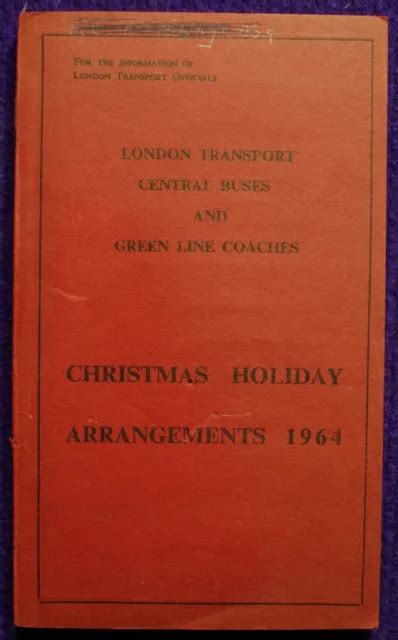 FOR THE INFORMATION OF
LONDON TRANSPORT OFFICIALS
LONDON TRANSPORT
CENTRAL BUSES
AND
GREEN LINE COACHES
CHRISTMAS HOLIDAY
ARRANGEMENTS 1964